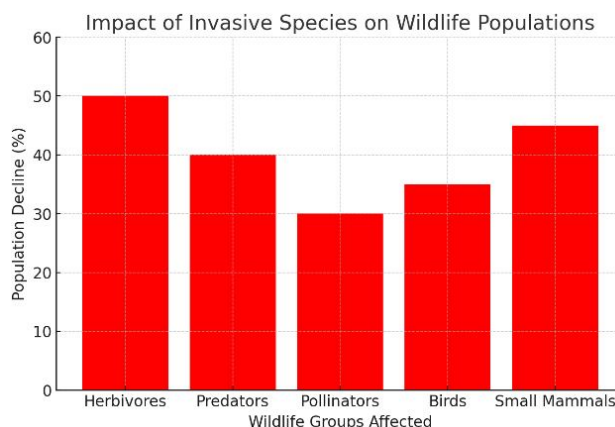 Impact of Invasive Species on Wildlife Populations
60
50
40
30
20
10
0
Population Decline (%)
Herbivores Predators Pollinators Birds Small Mammals
Wildlife Groups Affected